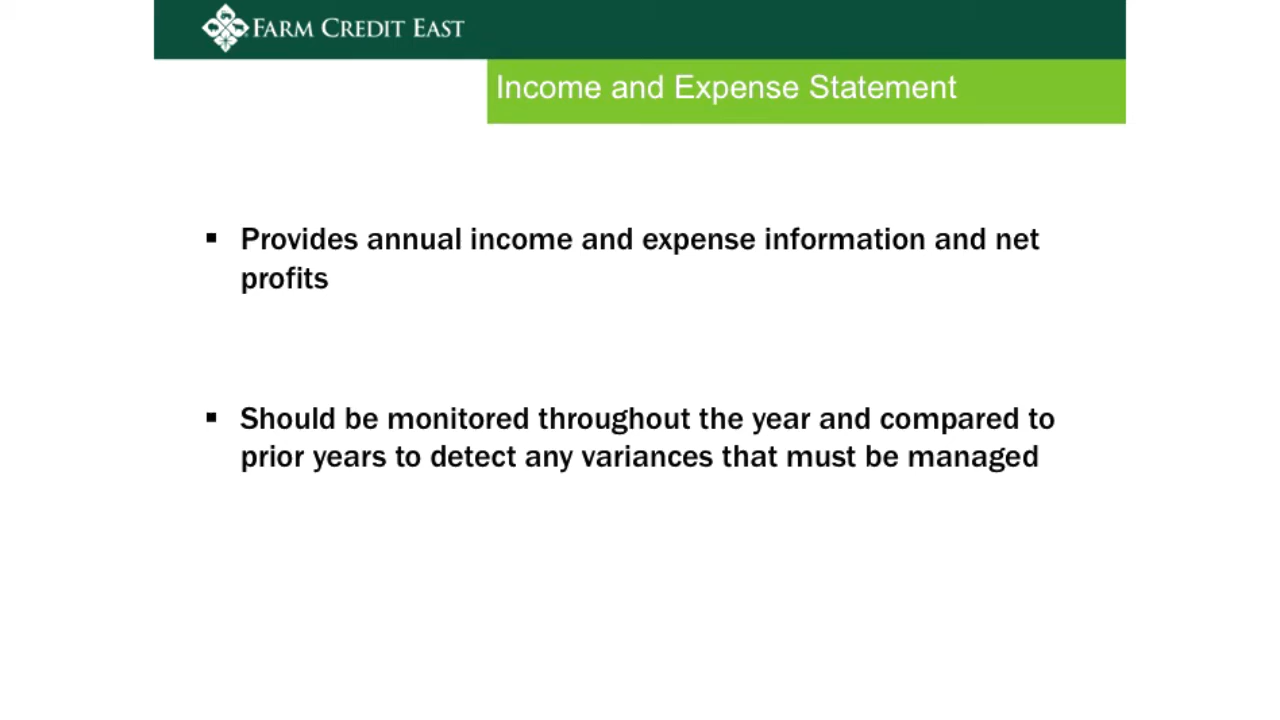 FARM CREDIT EAST
Income and Expense Statement
▪ Provides annual income and expense information and net
profits
▪ Should be monitored throughout the year and compared to
prior years to detect any variances that must be managed